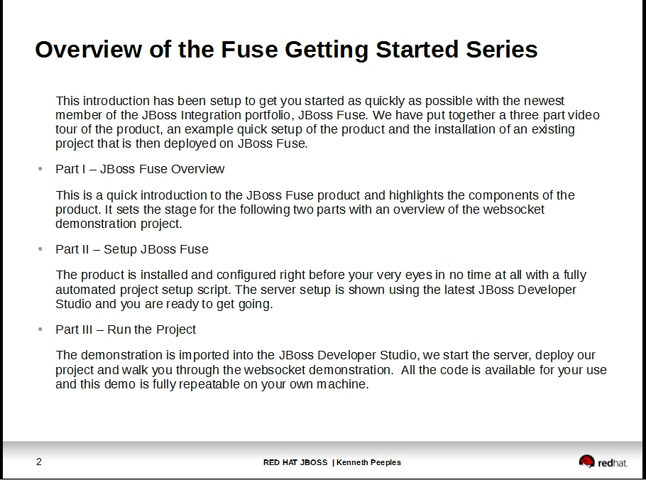 Overview of the Fuse Getting Started Series
This introduction has been setup to get you started as quickly as possible with the newest
member of the JBoss Integration portfolio, JBoss Fuse. We have put together a three part video
tour of the product, an example quick setup of the product and the installation of an existing
project that is then deployed on JBoss Fuse.
• Part I – JBoss Fuse Overview
This is a quick introduction to the JBoss Fuse product and highlights the components of the
product. It sets the stage for the following two parts with an overview of the websocket
demonstration project.
• Part II – Setup JBoss Fuse
The product is installed and configured right before your very eyes in no time at all with a fully
automated project setup script. The server setup is shown using the latest JBoss Developer
Studio and you are ready to get going.
• Part III – Run the Project
The demonstration is imported into the JBoss Developer Studio, we start the server, deploy our
project and walk you through the websocket demonstration. All the code is available for your use
and this demo is fully repeatable on your own machine.
2 RED HAT JBOSS | Kenneth Peeples redhat.